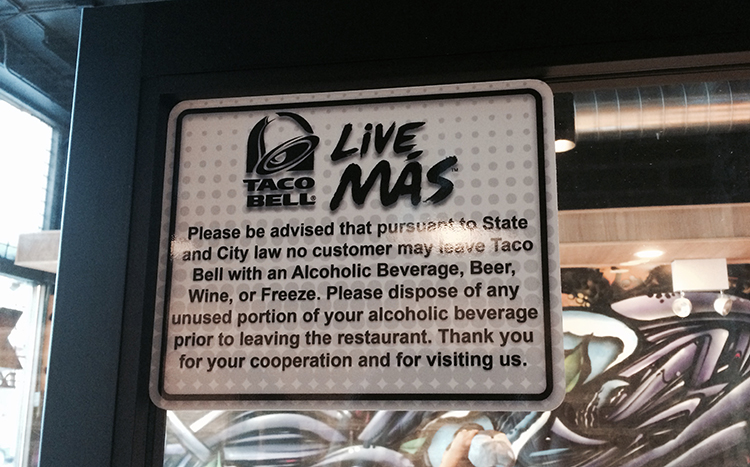 LiVE
MÁS™
TACO
BELL®
Please be advised that pursuant to State
and City law no customer may leave Taco
Bell with an Alcoholic Beverage, Beer,
Wine, or Freeze. Please dispose of any
unused portion of your alcoholic beverage
prior to leaving the restaurant. Thank you
for your cooperation and for visiting us.